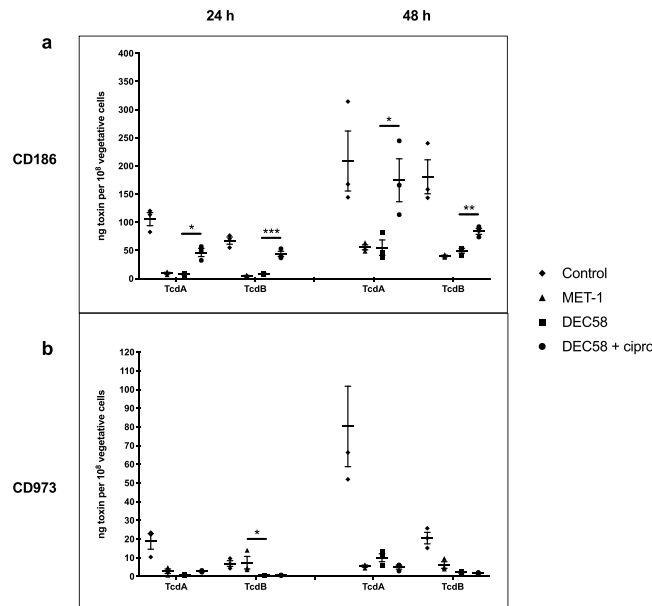 24 h 48 h
a
CD186
ng toxin per 10⁸ vegetative cells
400
350
300
250
200
150
100
50
0
* *** * **
TcdA TcdB TcdA TcdB
Control
MET-1
DEC58
DEC58 + cipro
b
CD973
ng toxin per 10⁸ vegetative cells
120
110
100
90
80
70
60
50
40
30
20
10
0
*
TcdA TcdB TcdA TcdB